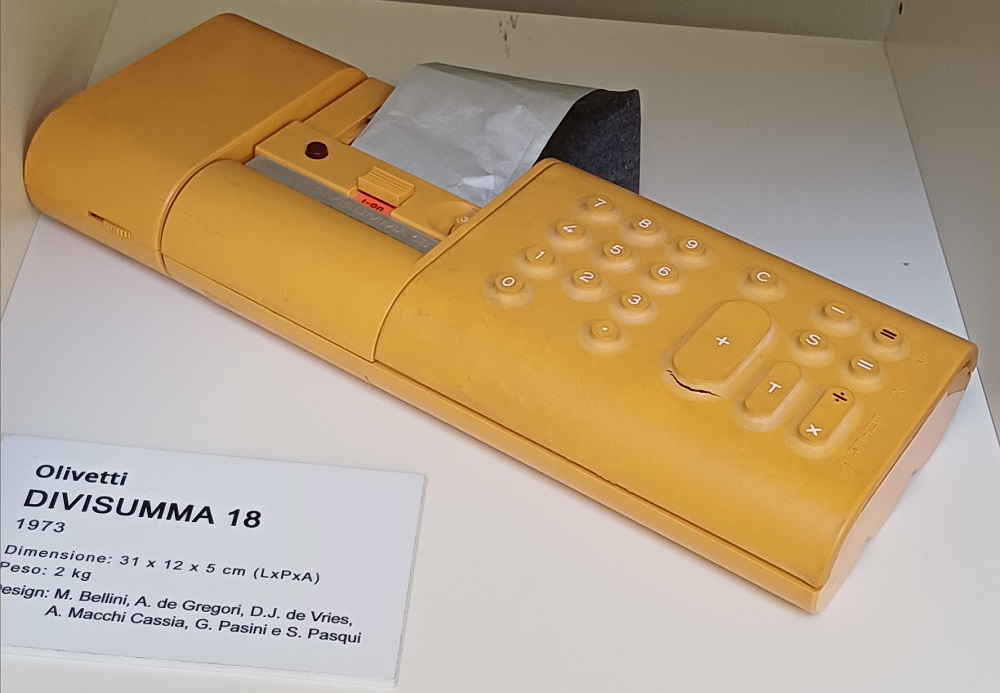 I-on
7
8
9
4
5
6
C
1
2
3
0
·
+
−
=
S
=
T
÷
x
Olivetti
DIVISUMMA 18
1973
Dimensione: 31 x 12 x 5 cm (LxPxA)
Peso: 2 kg
esign: M. Bellini, A. de Gregori, D.J. de Vries,
A. Macchi Cassia, G. Pasini e S. Pasqui